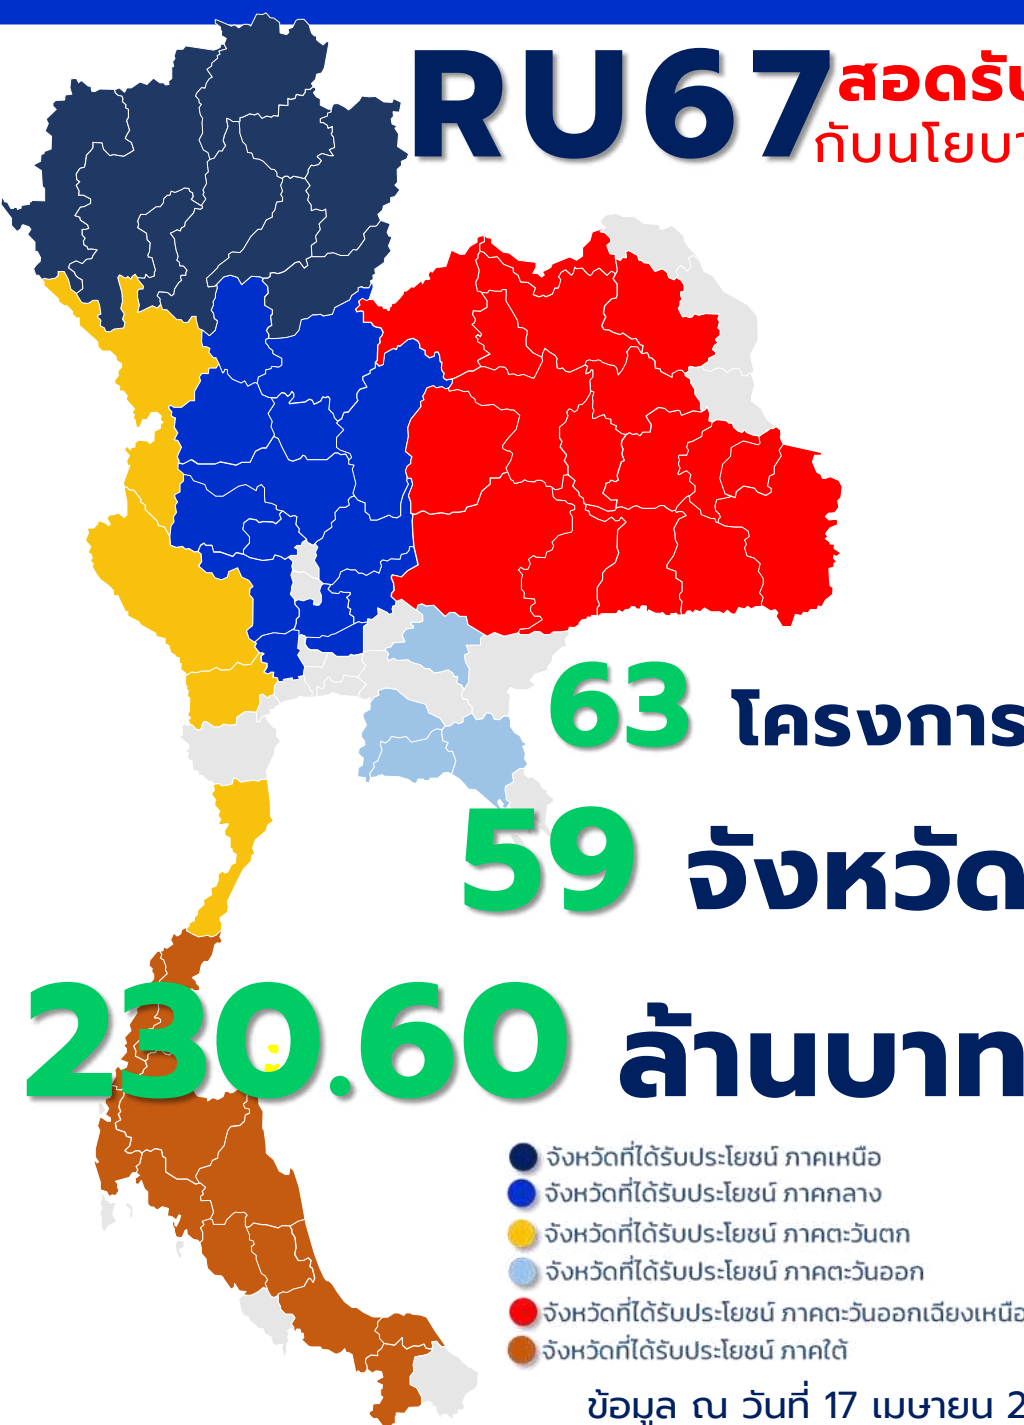 RU67 สอดรับ
กับนโยบา
63 โครงการ
59 จังหวัด
230.60 ล้านบาท
จังหวัดที่ได้รับประโยชน์ ภาคเหนือ
จังหวัดที่ได้รับประโยชน์ ภาคกลาง
จังหวัดที่ได้รับประโยชน์ ภาคตะวันตก
จังหวัดที่ได้รับประโยชน์ ภาคตะวันออก
จังหวัดที่ได้รับประโยชน์ ภาคตะวันออกเฉียงเหนือ
จังหวัดที่ได้รับประโยชน์ ภาคใต้
ข้อมูล ณ วันที่ 17 เมษายน 2